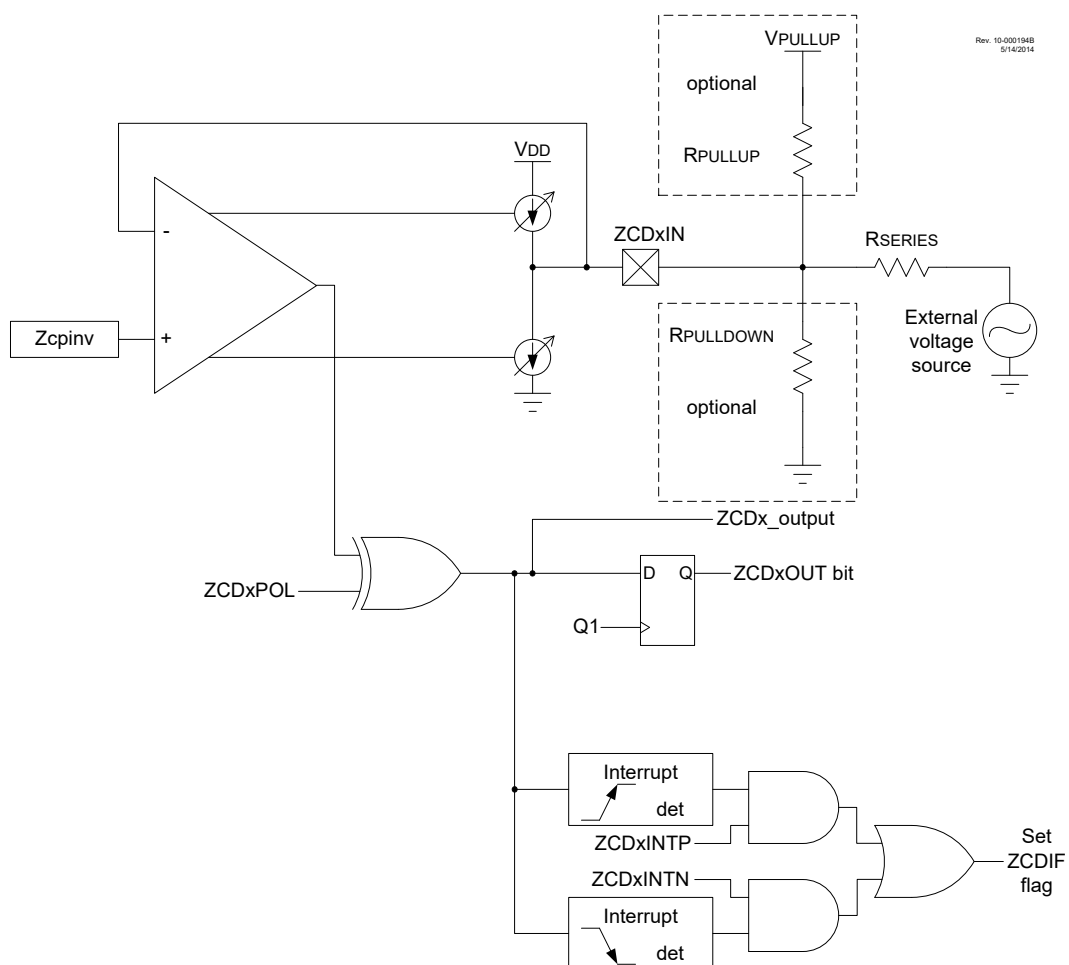 VPULLUP
Rev. 10-000194B
5/14/2014
optional
RPULLUP
VDD
ZCDxIN
RSERIES
-
Zcpinv
+
RPULLDOWN
External
voltage
source
optional
ZCDx_output
D
Q
ZCDxOUT bit
ZCDxPOL
Q1
Interrupt
det
ZCDxINTP
Set
ZCDIF
flag
ZCDxINTN
Interrupt
det